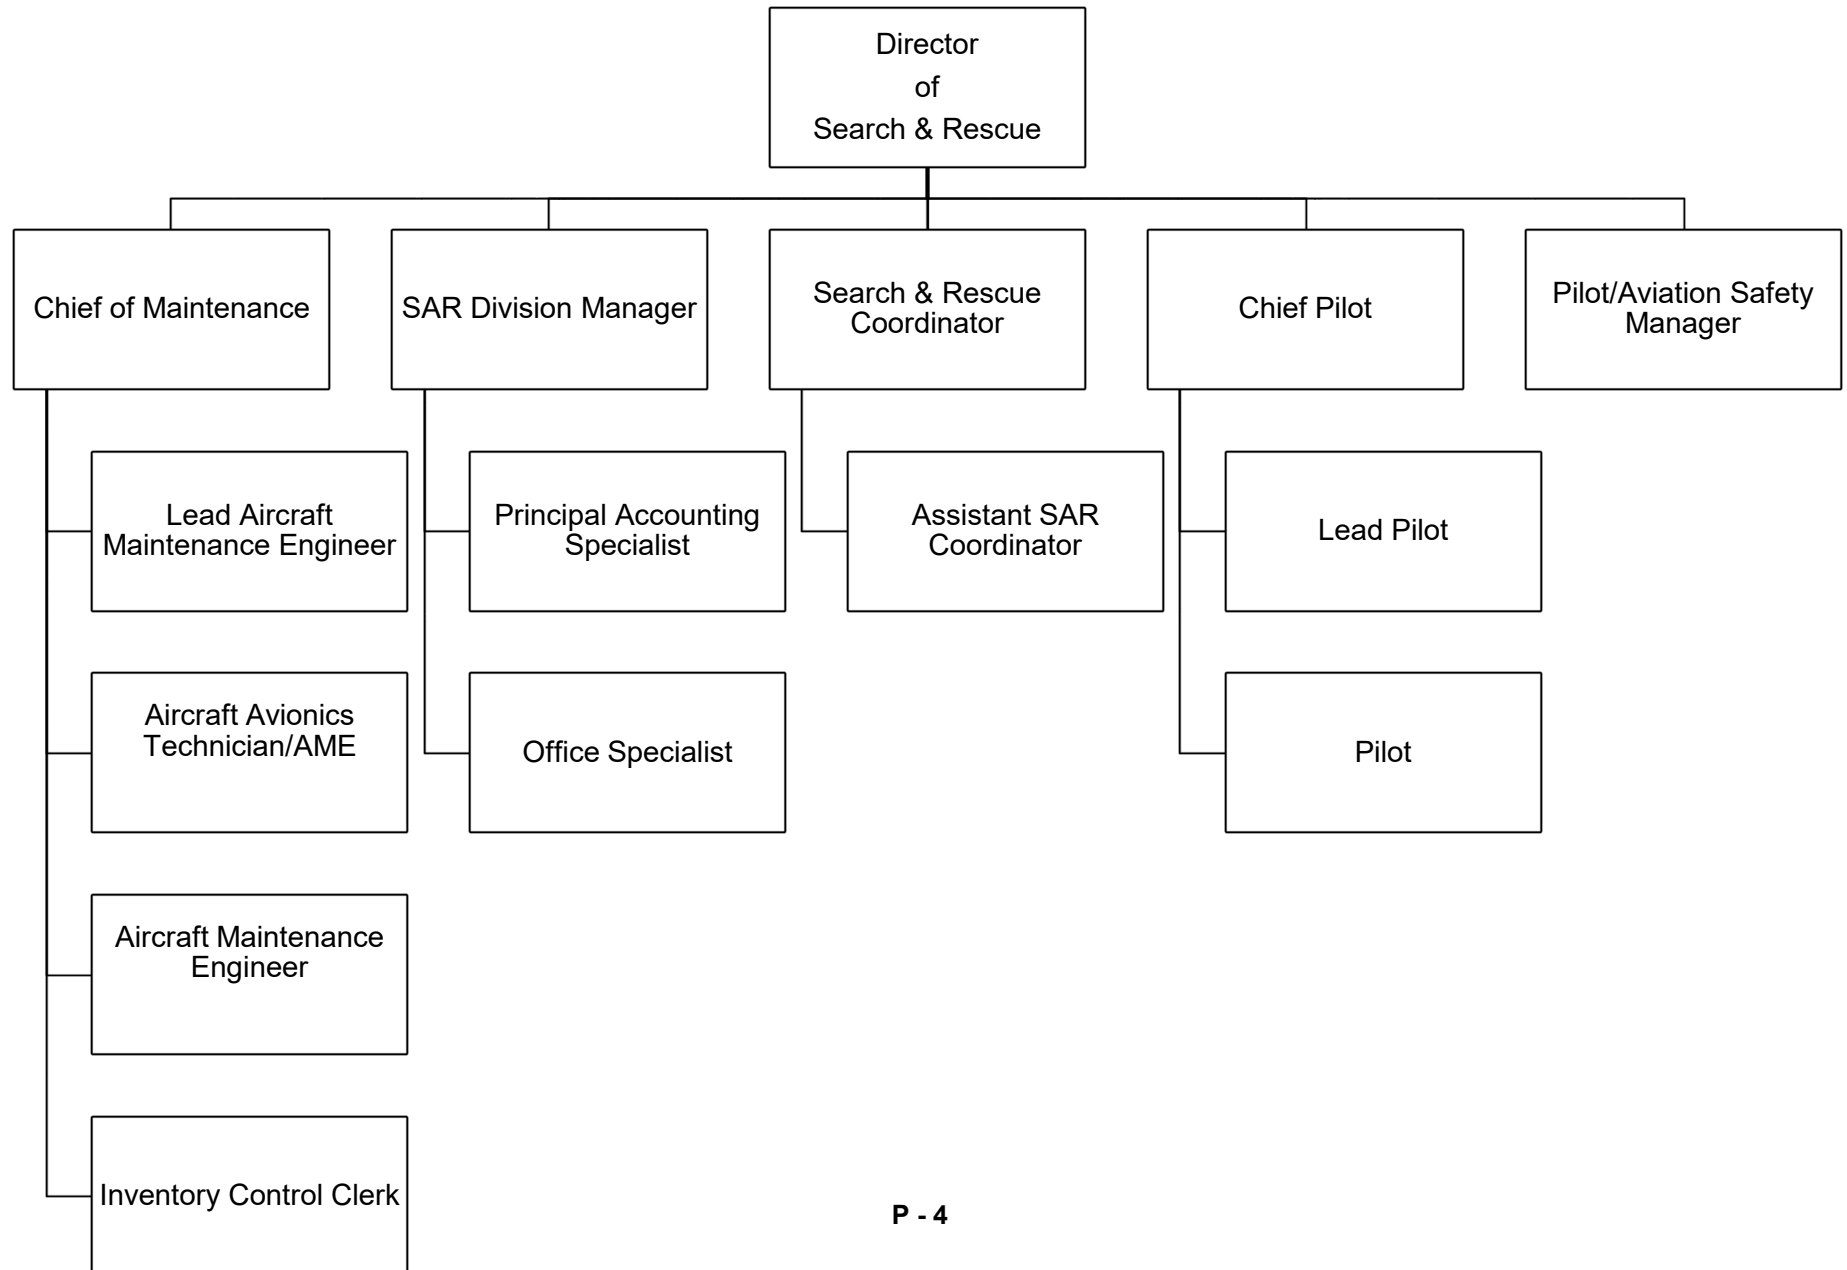 Director
of
Search & Rescue
Chief of Maintenance
SAR Division Manager
Search & Rescue
Coordinator
Chief Pilot
Pilot/Aviation Safety
Manager
Lead Aircraft
Maintenance Engineer
Principal Accounting
Specialist
Assistant SAR
Coordinator
Lead Pilot
Aircraft Avionics
Technician/AME
Office Specialist
Pilot
Aircraft Maintenance
Engineer
Inventory Control Clerk
P - 4